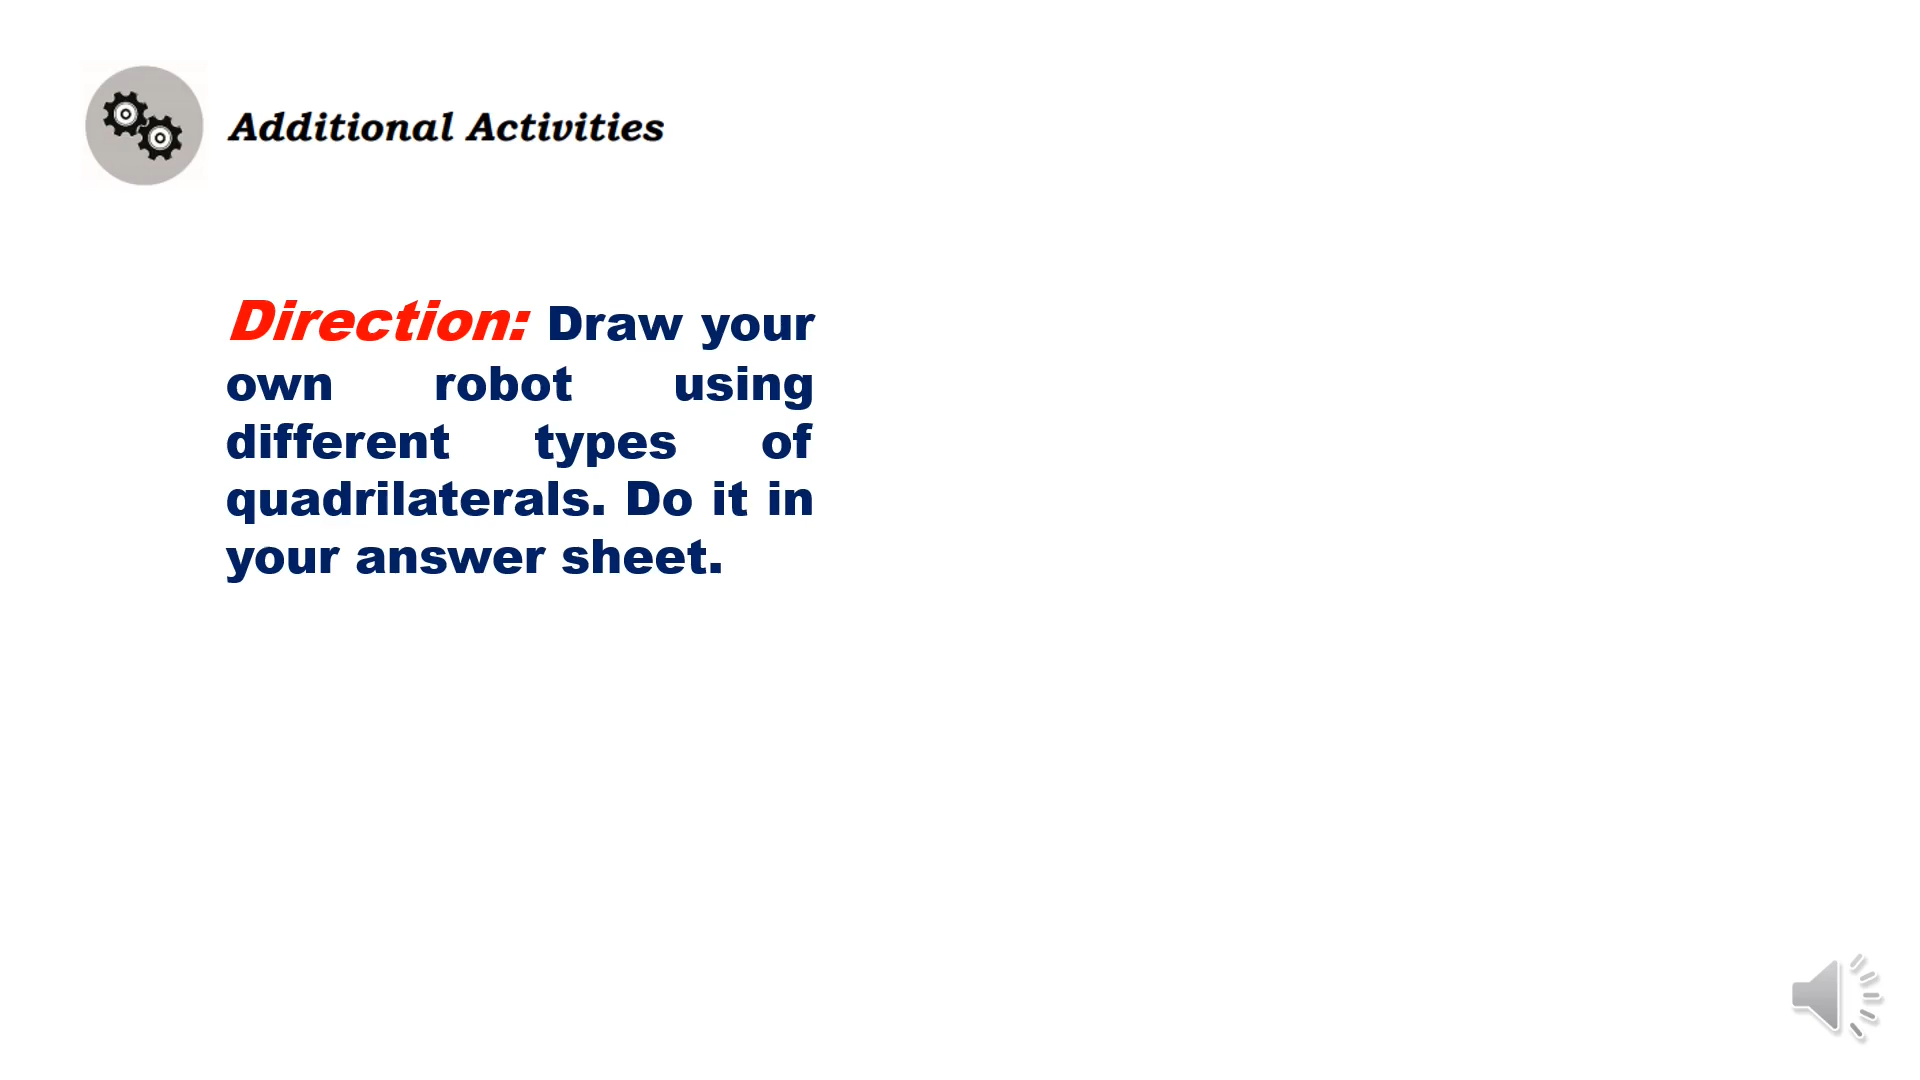 Additional Activities
Direction: Draw your
own robot using
different types of
quadrilaterals. Do it in
your answer sheet.